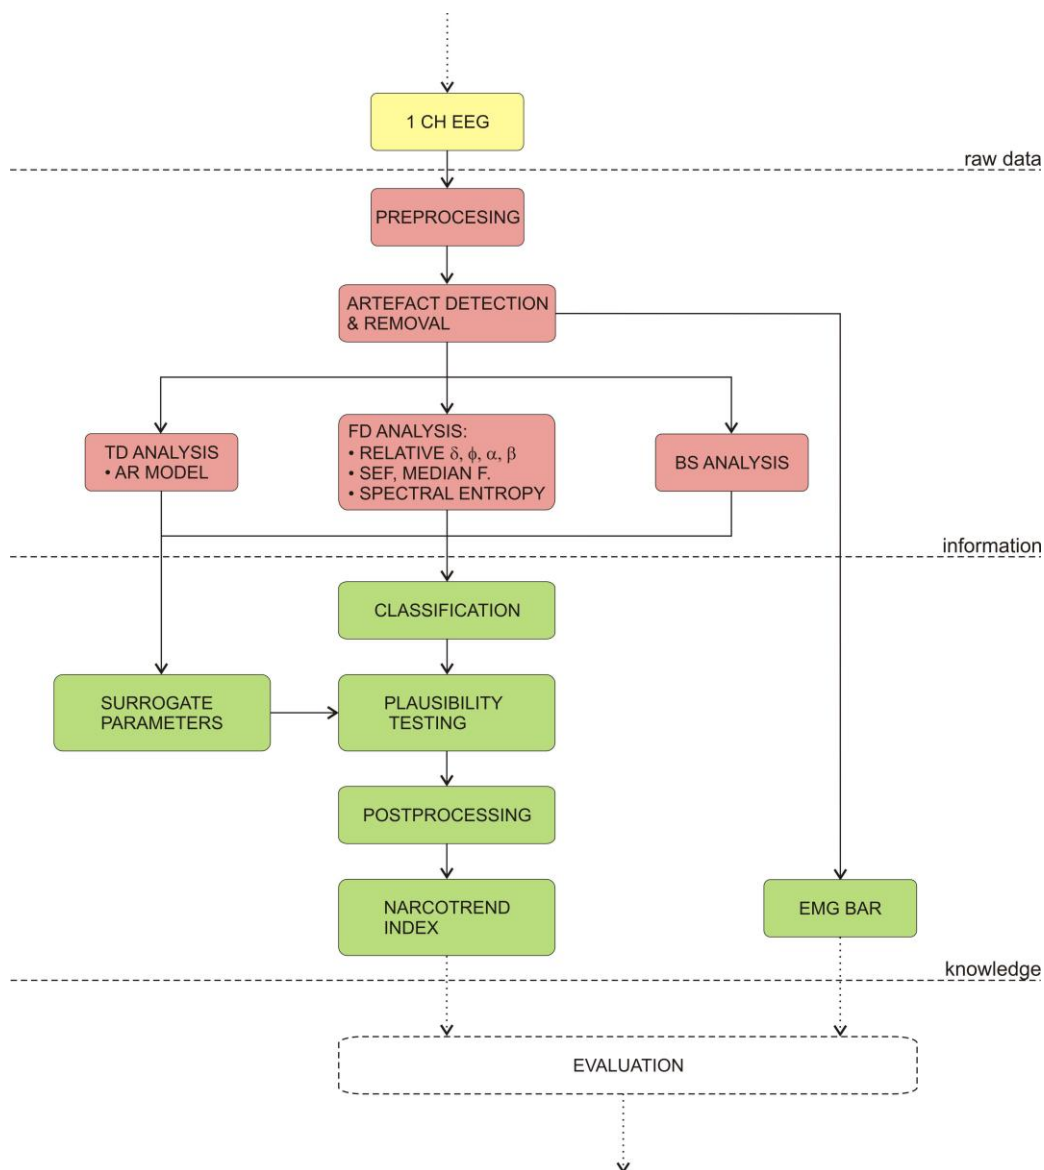 1 CH EEG
raw data
PREPROCESING
ARTEFACT DETECTION
& REMOVAL
TD ANALYSIS
• AR MODEL
FD ANALYSIS:
• RELATIVE δ, ϕ, α, β
• SEF, MEDIAN F.
• SPECTRAL ENTROPY
BS ANALYSIS
information
CLASSIFICATION
SURROGATE
PARAMETERS
PLAUSIBILITY
TESTING
POSTPROCESSING
NARCOTREND
INDEX
EMG BAR
knowledge
EVALUATION